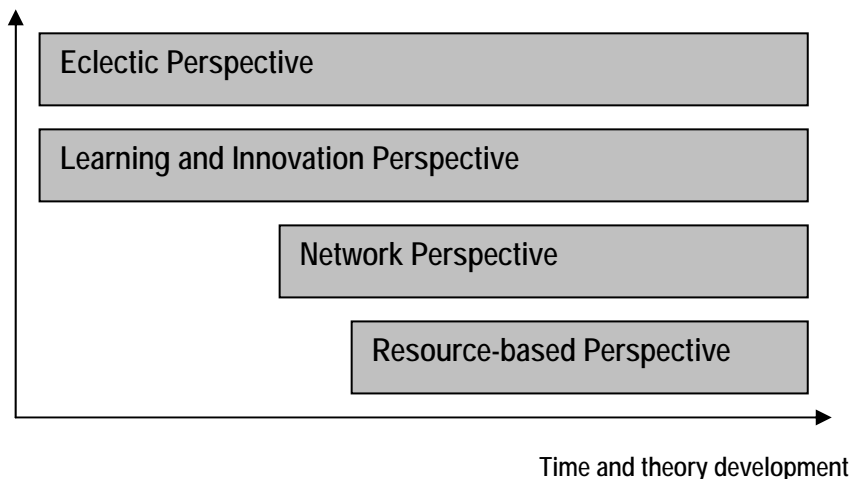 Eclectic Perspective
Learning and Innovation Perspective
Network Perspective
Resource-based Perspective
Time and theory development